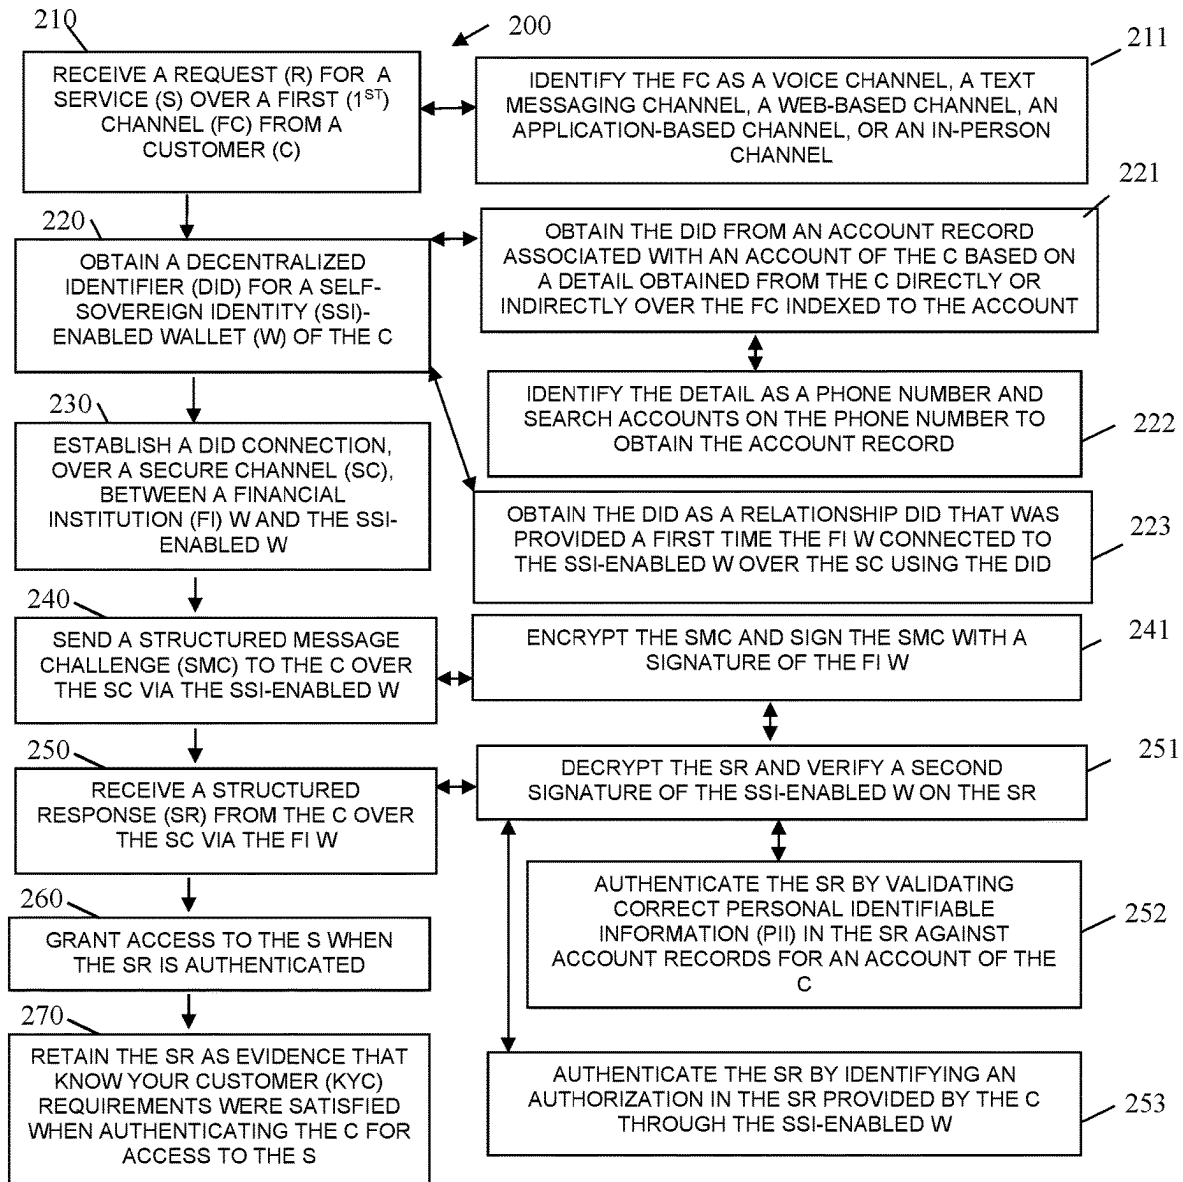 210
200
RECEIVE A REQUEST (R) FOR A
SERVICE (S) OVER A FIRST (1ST)
CHANNEL (FC) FROM A
CUSTOMER (C)
211
IDENTIFY THE FC AS A VOICE CHANNEL, A TEXT
MESSAGING CHANNEL, A WEB-BASED CHANNEL, AN
APPLICATION-BASED CHANNEL, OR AN IN-PERSON
CHANNEL
220
OBTAIN A DECENTRALIZED
IDENTIFIER (DID) FOR A SELF-
SOVEREIGN IDENTITY (SSI)-
ENABLED WALLET (W) OF THE C
221
OBTAIN THE DID FROM AN ACCOUNT RECORD
ASSOCIATED WITH AN ACCOUNT OF THE C BASED ON
A DETAIL OBTAINED FROM THE C DIRECTLY OR
INDIRECTLY OVER THE FC INDEXED TO THE ACCOUNT
IDENTIFY THE DETAIL AS A PHONE NUMBER AND
SEARCH ACCOUNTS ON THE PHONE NUMBER TO
OBTAIN THE ACCOUNT RECORD
222
230
ESTABLISH A DID CONNECTION,
OVER A SECURE CHANNEL (SC),
BETWEEN A FINANCIAL
INSTITUTION (FI) W AND THE SSI-
ENABLED W
OBTAIN THE DID AS A RELATIONSHIP DID THAT WAS
PROVIDED A FIRST TIME THE FI W CONNECTED TO
THE SSI-ENABLED W OVER THE SC USING THE DID
223
240
SEND A STRUCTURED MESSAGE
CHALLENGE (SMC) TO THE C OVER
THE SC VIA THE SSI-ENABLED W
ENCRYPT THE SMC AND SIGN THE SMC WITH A
SIGNATURE OF THE FI W
241
250
RECEIVE A STRUCTURED
RESPONSE (SR) FROM THE C OVER
THE SC VIA THE FI W
DECRYPT THE SR AND VERIFY A SECOND
SIGNATURE OF THE SSI-ENABLED W ON THE SR
251
AUTHENTICATE THE SR BY VALIDATING
CORRECT PERSONAL IDENTIFIABLE
INFORMATION (PII) IN THE SR AGAINST
ACCOUNT RECORDS FOR AN ACCOUNT OF THE
C
252
260
GRANT ACCESS TO THE S WHEN
THE SR IS AUTHENTICATED
270
RETAIN THE SR AS EVIDENCE THAT
KNOW YOUR CUSTOMER (KYC)
REQUIREMENTS WERE SATISFIED
WHEN AUTHENTICATING THE C FOR
ACCESS TO THE S
AUTHENTICATE THE SR BY IDENTIFYING AN
AUTHORIZATION IN THE SR PROVIDED BY THE C
THROUGH THE SSI-ENABLED W
253